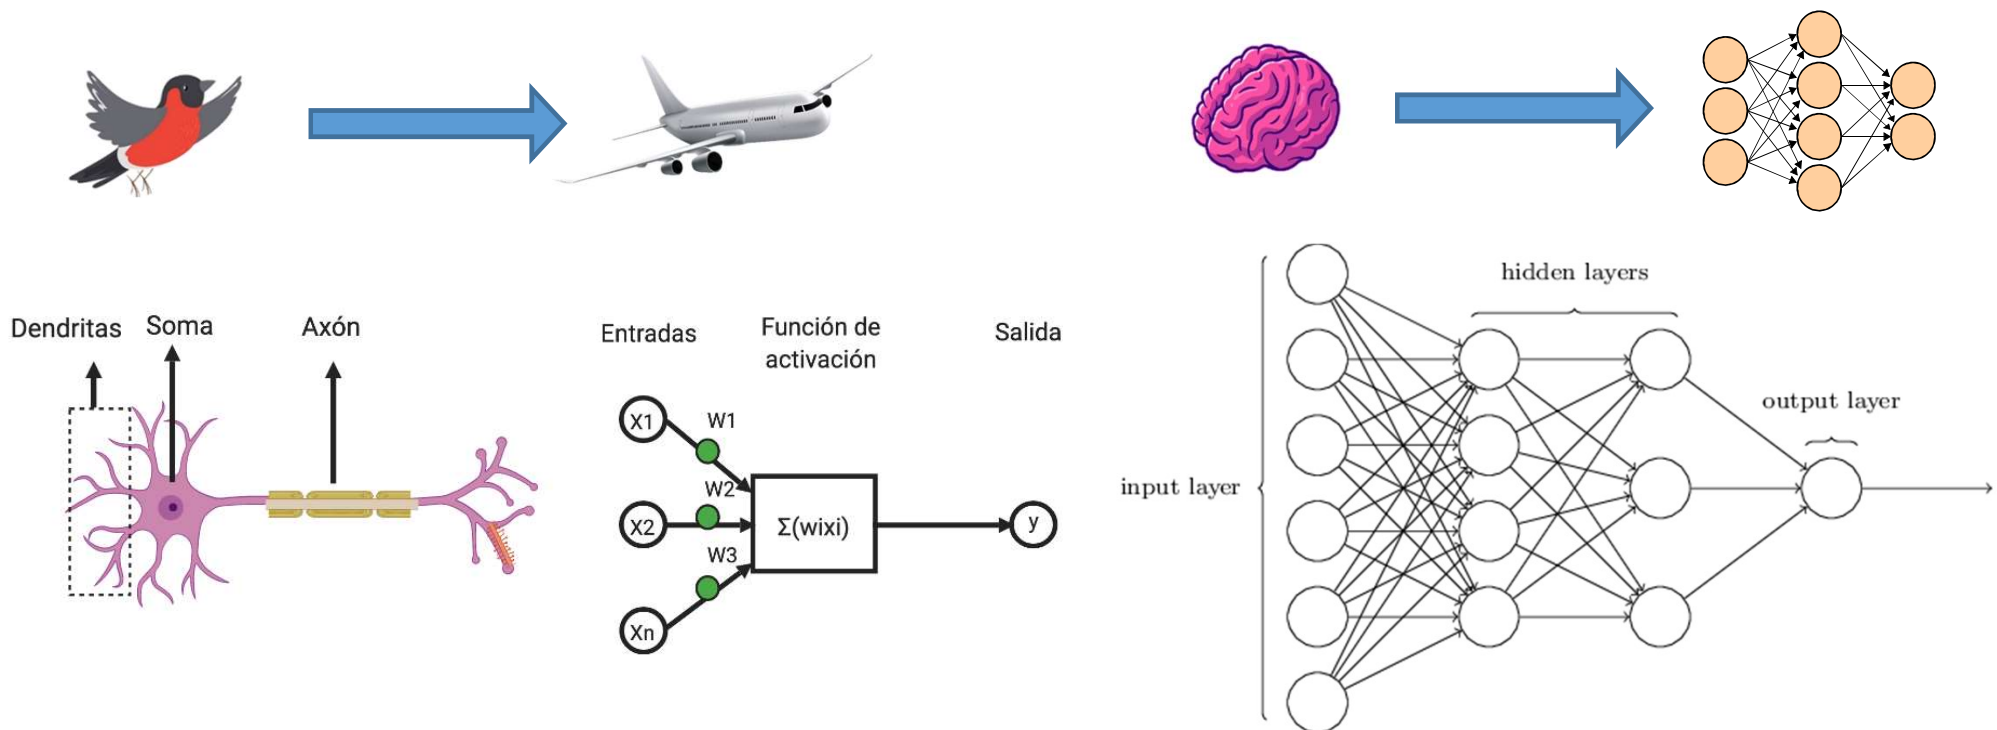 Dendritas
Soma
Axón
Entradas
Función de
activación
Salida
X1
W1
W2
X2
W3
Xn
Σ(wixi)
y
hidden layers
output layer
input layer